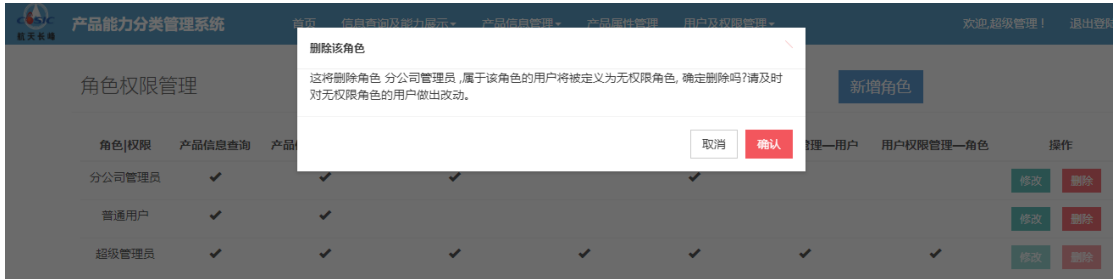 CASIC
航天长峰
产品能力分类管理系统
首页 信息查询及能力展示 产品信息管理 产品属性管理 用户及权限管理
欢迎,超级管理! 退出登陆
删除该角色
这将删除角色 分公司管理员 ,属于该角色的用户将被定义为无权限角色, 确定删除吗?请及时
对无权限角色的用户做出改动。
取消 确认
角色权限管理 新增角色
角色|权限 产品信息查询 产品 管理—用户 用户权限管理—角色 操作
分公司管理员 修改 删除
普通用户 修改 删除
超级管理员 修改 删除